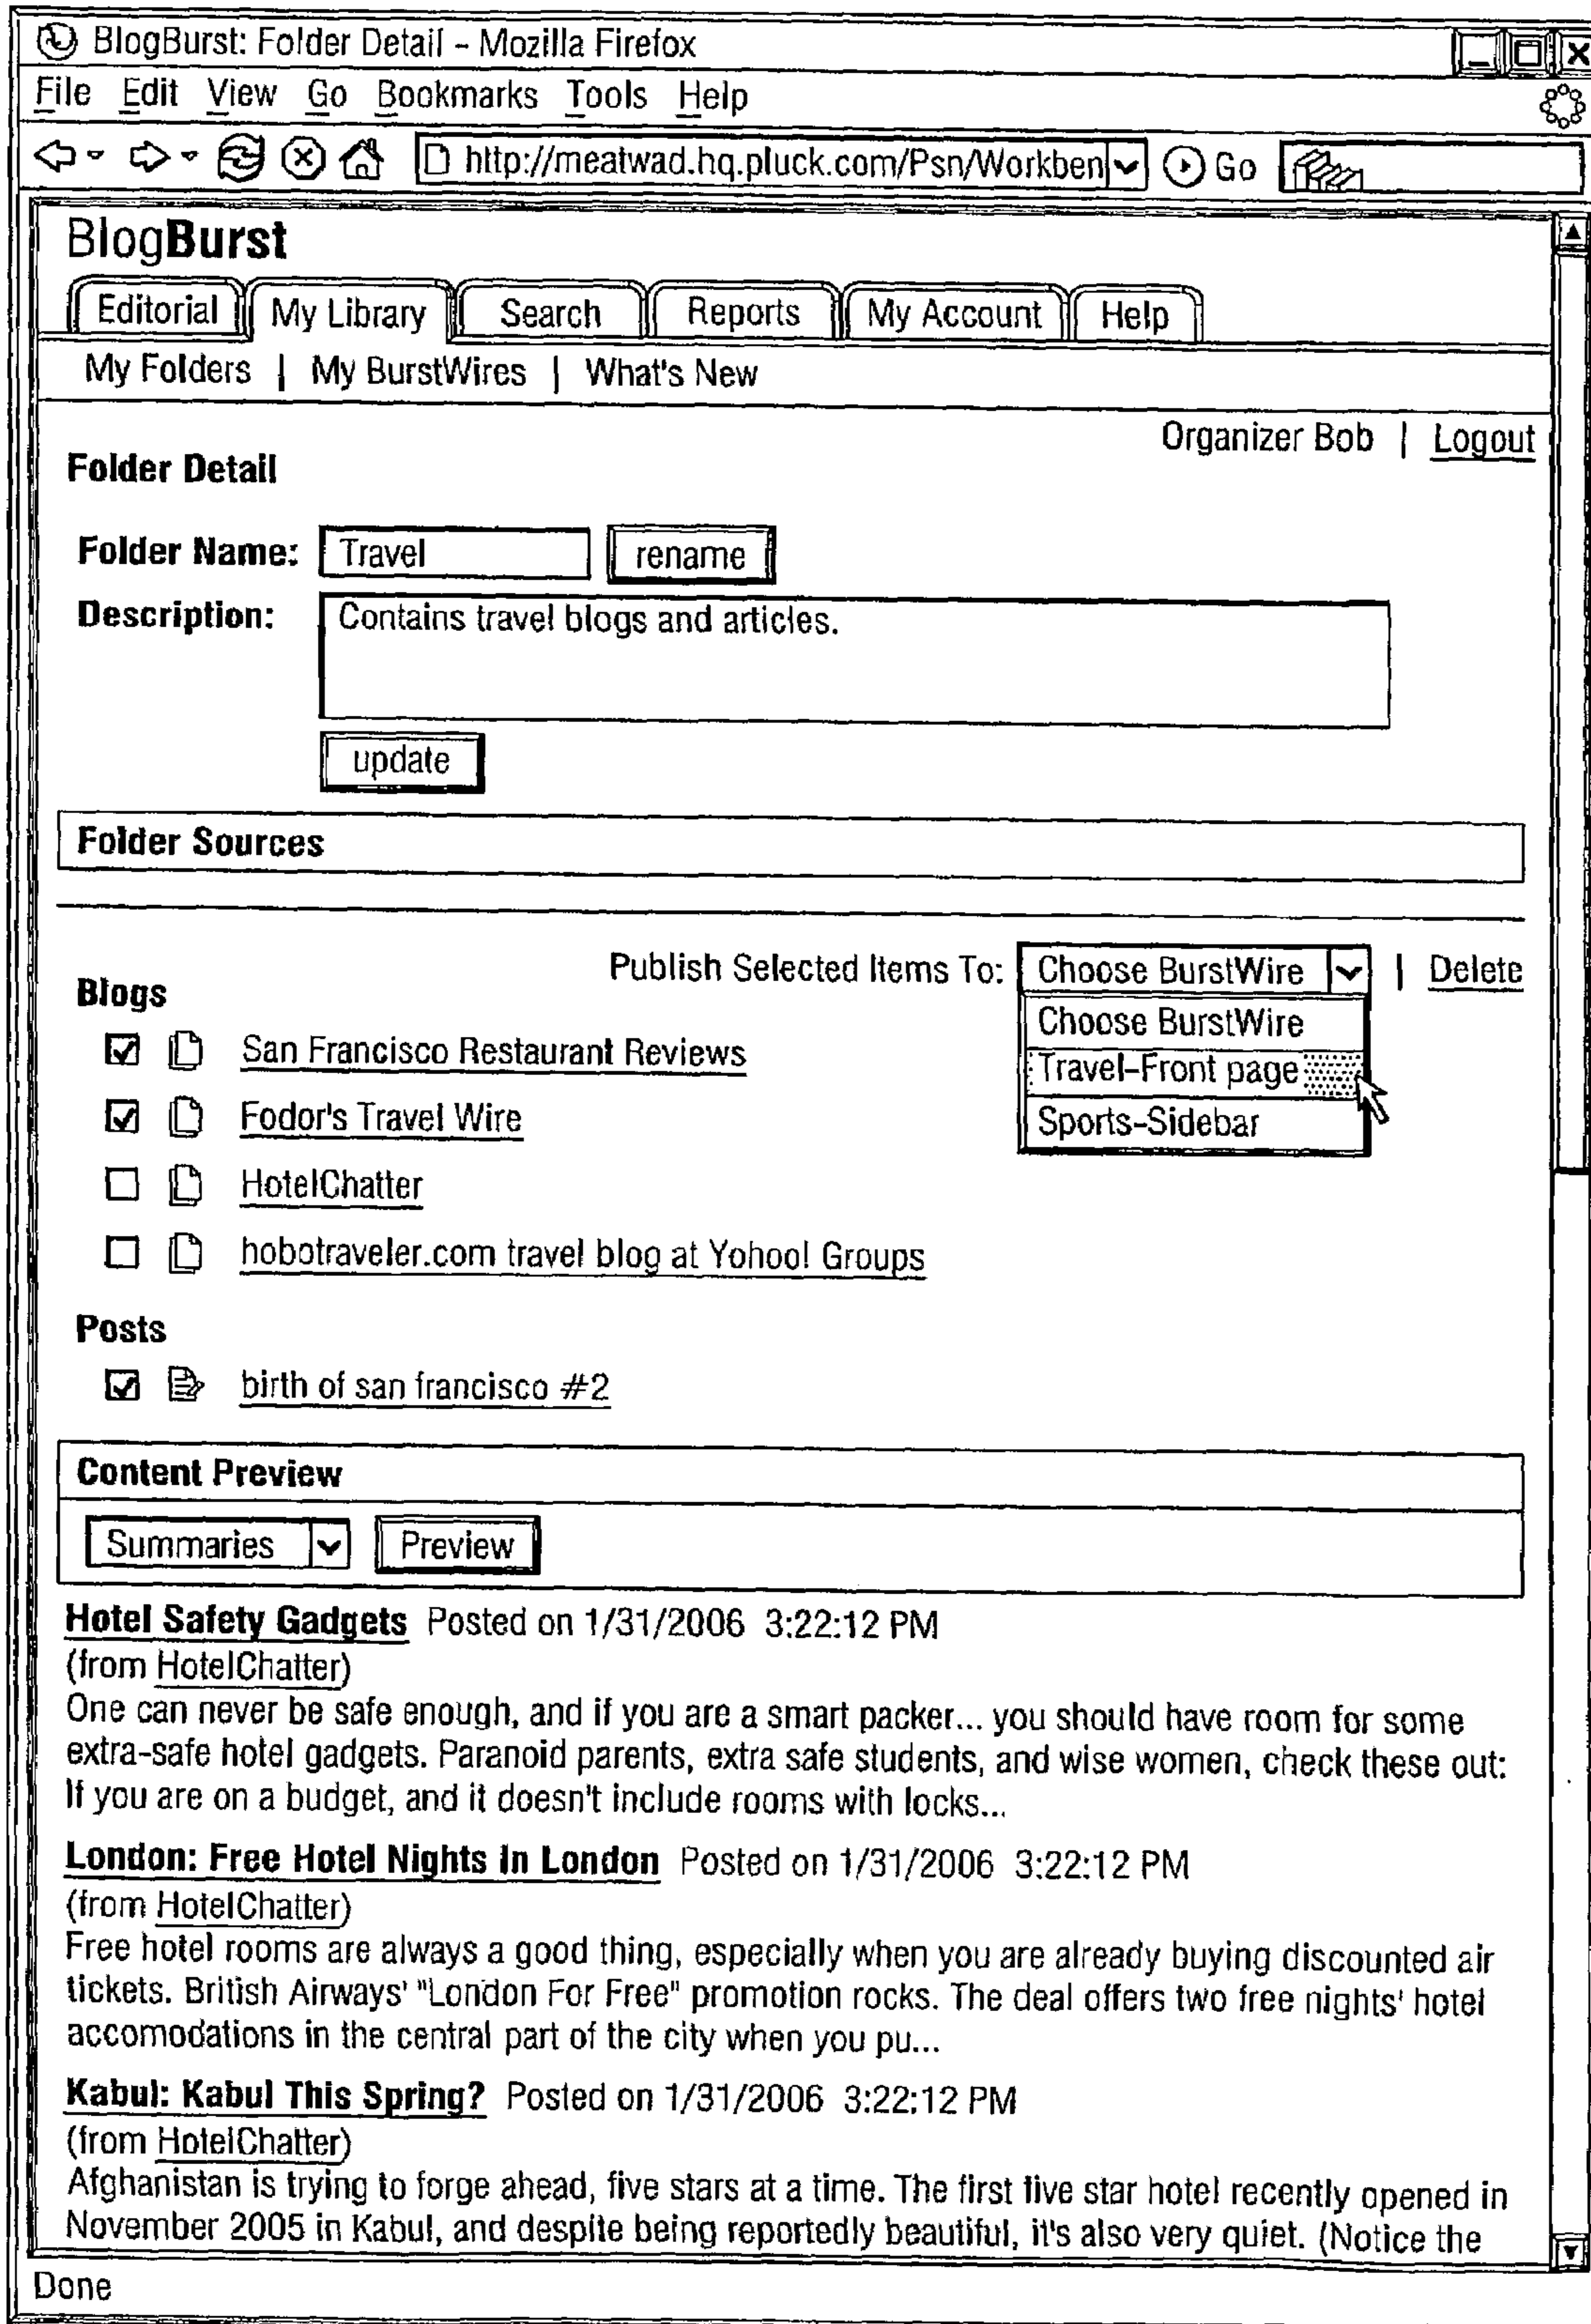 BlogBurst: Folder Detail - Mozilla Firefox
File Edit View Go Bookmarks Tools Help
http://meatwad.hq.pluck.com/Psn/Workben Go
BlogBurst
Editorial My Library Search Reports My Account Help
My Folders | My BurstWires | What's New
Organizer Bob | Logout
Folder Detail
Folder Name: Travel rename
Description: Contains travel blogs and articles.
update
Folder Sources
Publish Selected Items To: Choose BurstWire | Delete
Choose BurstWire
Travel-Front page
Sports-Sidebar
Blogs
San Francisco Restaurant Reviews
Fodor's Travel Wire
HotelChatter
hobotraveler.com travel blog at Yohoo! Groups
Posts
birth of san francisco #2
Content Preview
Summaries Preview
Hotel Safety Gadgets Posted on 1/31/2006 3:22:12 PM
(from HotelChatter)
One can never be safe enough, and if you are a smart packer... you should have room for some
extra-safe hotel gadgets. Paranoid parents, extra safe students, and wise women, check these out:
If you are on a budget, and it doesn't include rooms with locks...
London: Free Hotel Nights In London Posted on 1/31/2006 3:22:12 PM
(from HotelChatter)
Free hotel rooms are always a good thing, especially when you are already buying discounted air
tickets. British Airways' "London For Free" promotion rocks. The deal offers two free nights' hotel
accomodations in the central part of the city when you pu...
Kabul: Kabul This Spring? Posted on 1/31/2006 3:22:12 PM
(from HotelChatter)
Afghanistan is trying to forge ahead, five stars at a time. The first five star hotel recently opened in
November 2005 in Kabul, and despite being reportedly beautiful, it's also very quiet. (Notice the
Done